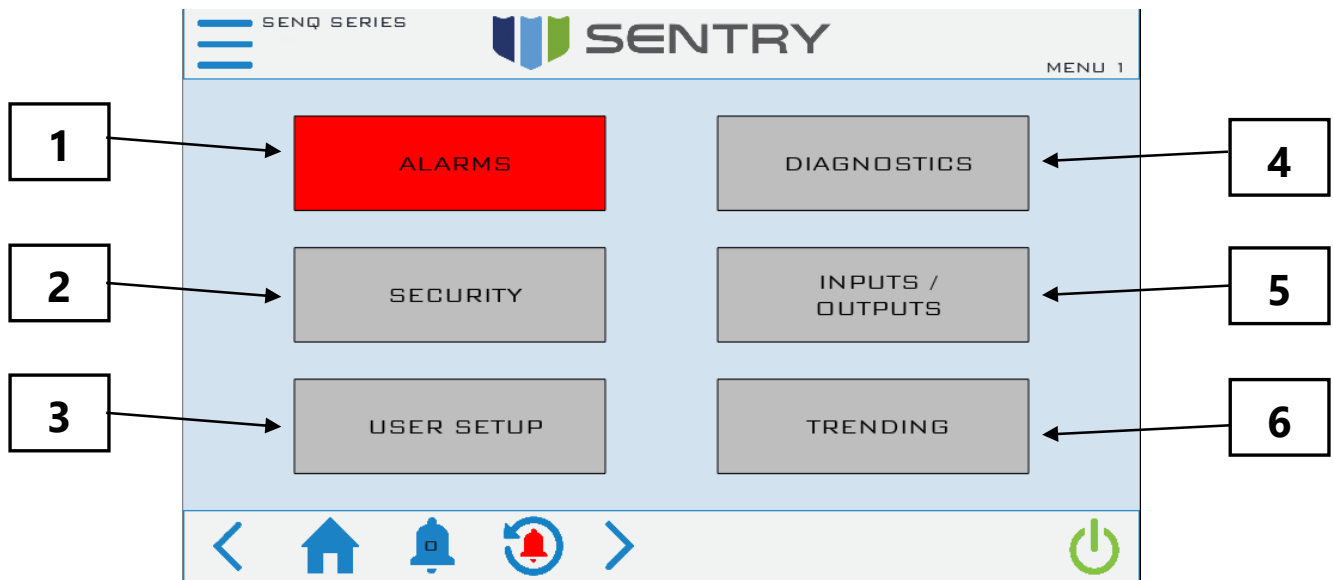 SENQ SERIES
SENTRY
MENU 1
1
ALARMS
DIAGNOSTICS
4
2
SECURITY
INPUTS /
OUTPUTS
5
3
USER SETUP
TRENDING
6
0